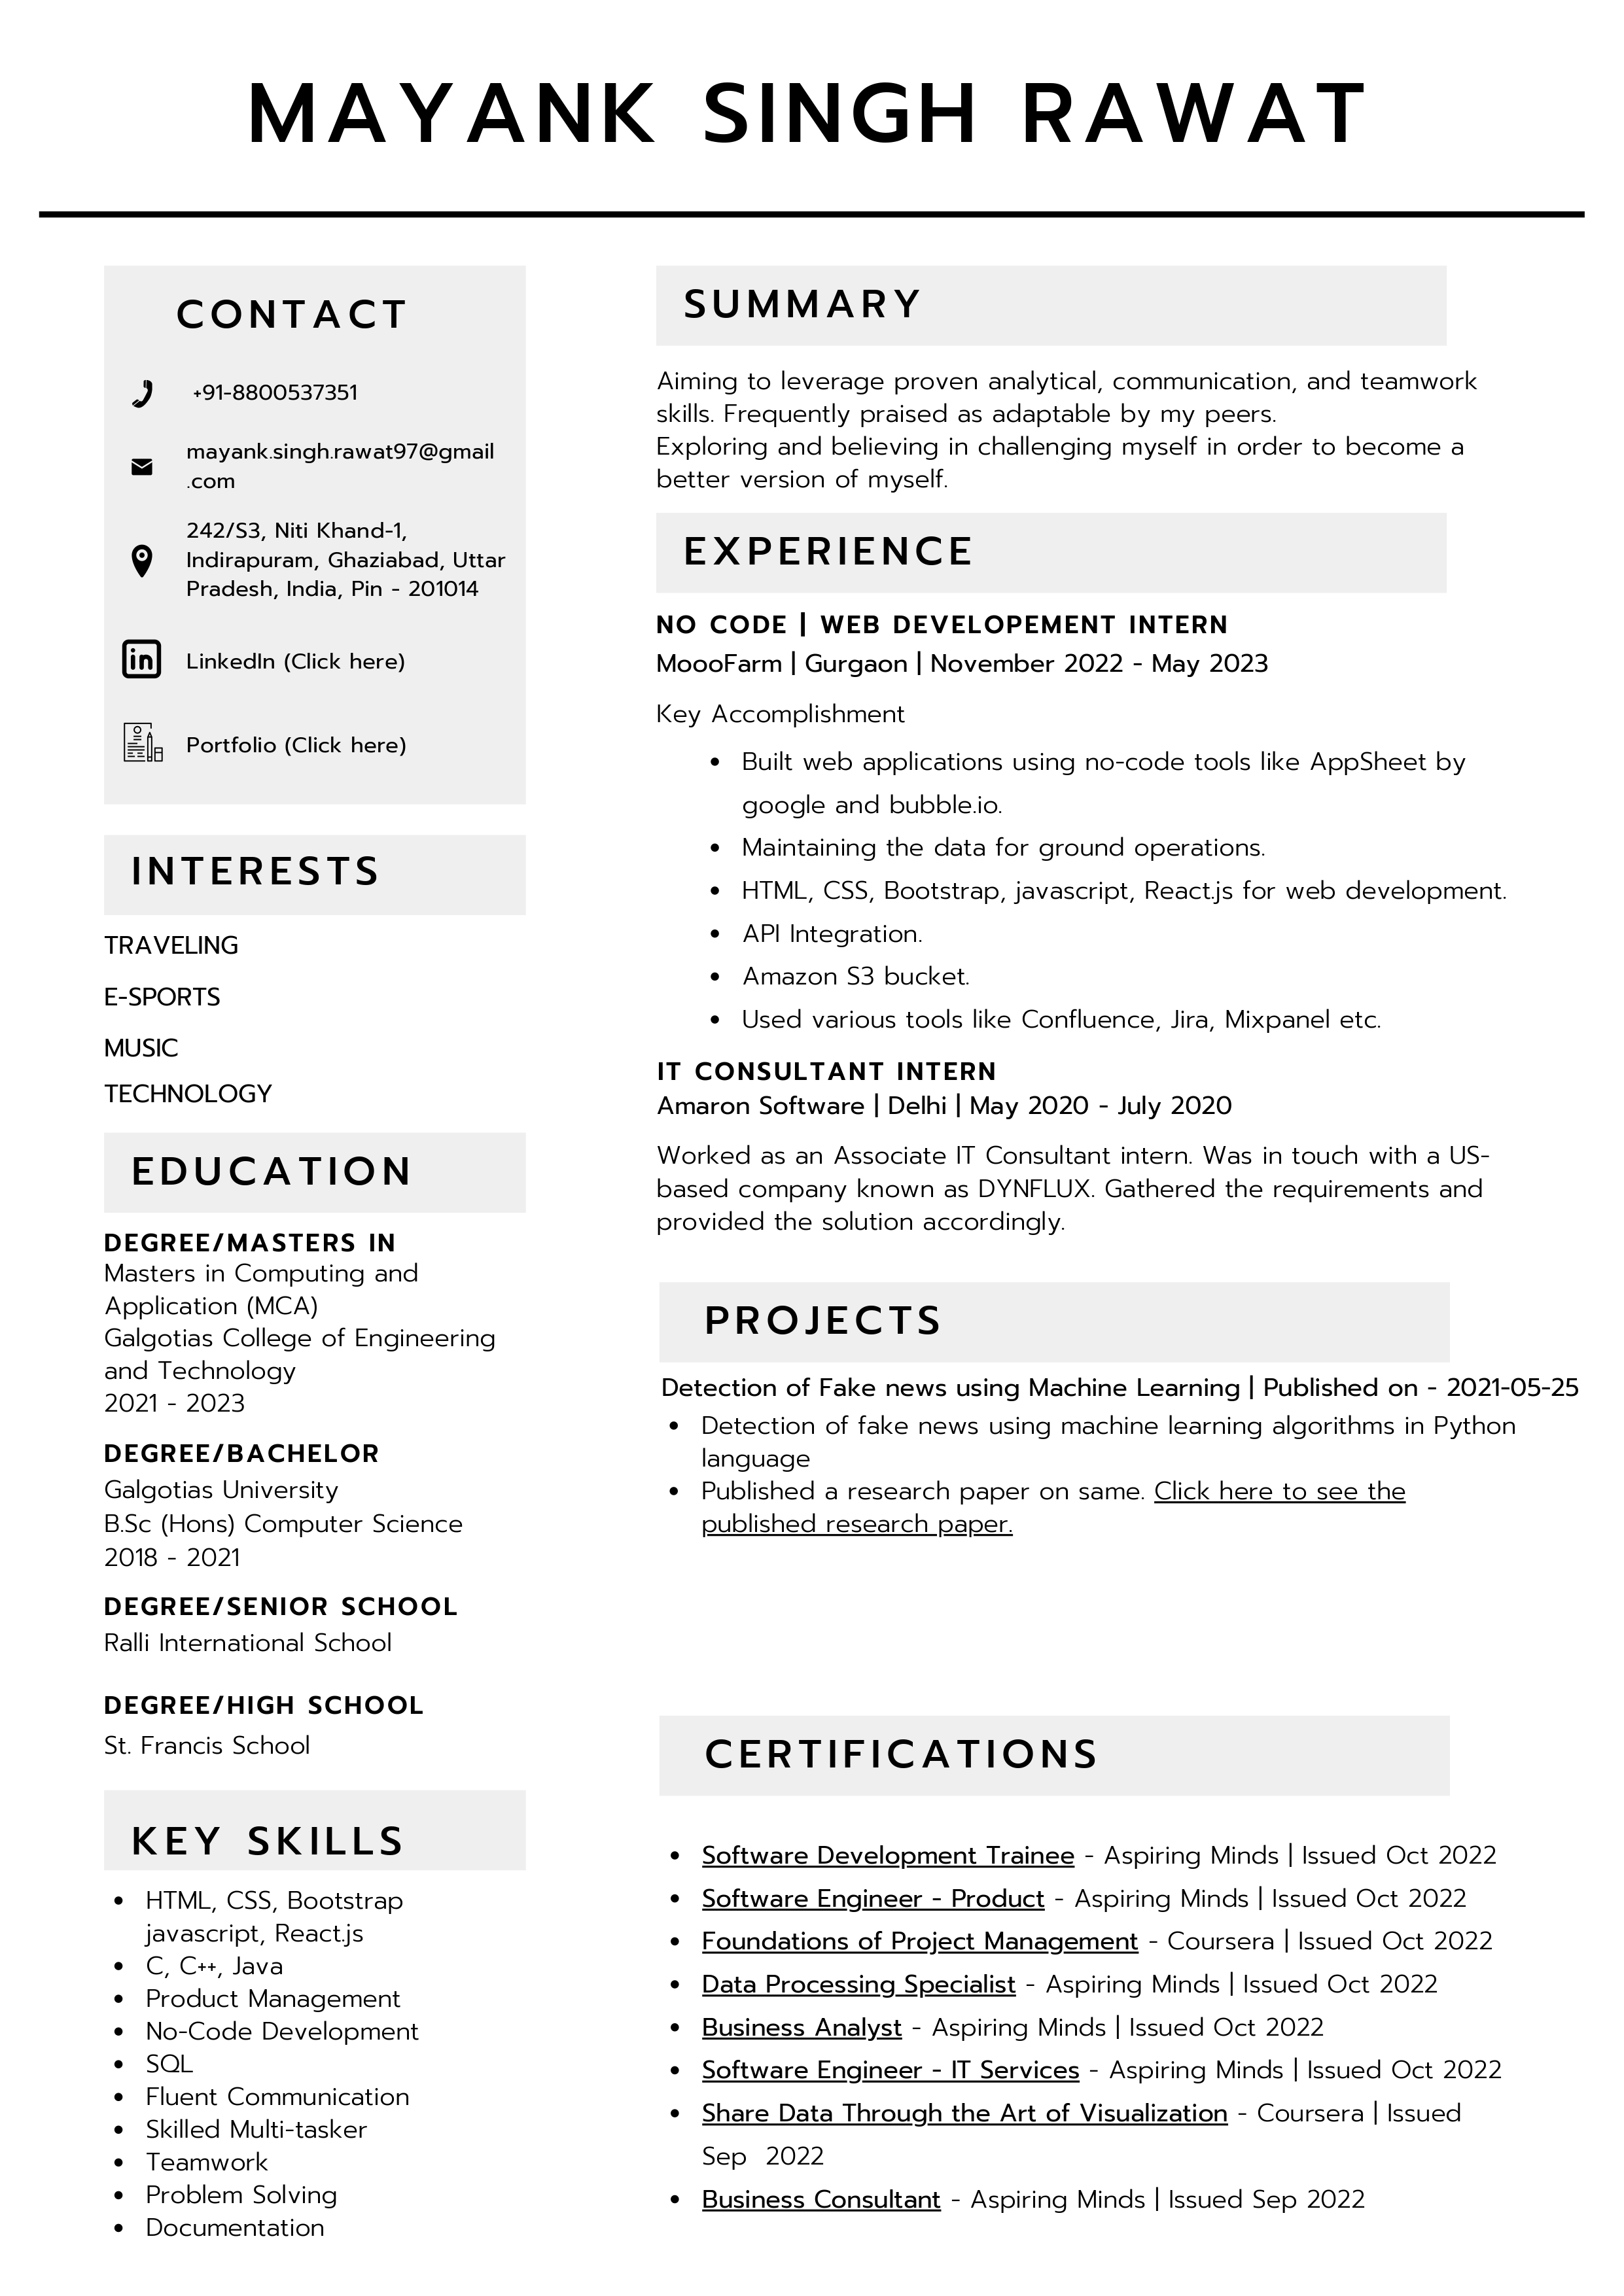 MAYANK SINGH RAWAT
CONTACT
+91-8800537351
mayank.singh.rawat97@gmail
.com
242/S3, Niti Khand-1,
Indirapuram, Ghaziabad, Uttar
Pradesh, India, Pin - 201014
LinkedIn (Click here)
Portfolio (Click here)
INTERESTS
TRAVELING
E-SPORTS
MUSIC
TECHNOLOGY
EDUCATION
DEGREE/MASTERS IN
Masters in Computing and
Application (MCA)
Galgotias College of Engineering
and Technology
2021 - 2023
DEGREE/BACHELOR
Galgotias University
B.Sc (Hons) Computer Science
2018 - 2021
DEGREE/SENIOR SCHOOL
Ralli International School
DEGREE/HIGH SCHOOL
St. Francis School
KEY SKILLS
• HTML, CSS, Bootstrap
javascript, React.js
• C, C++, Java
• Product Management
• No-Code Development
• SQL
• Fluent Communication
• Skilled Multi-tasker
• Teamwork
• Problem Solving
• Documentation
SUMMARY
Aiming to leverage proven analytical, communication, and teamwork
skills. Frequently praised as adaptable by my peers.
Exploring and believing in challenging myself in order to become a
better version of myself.
EXPERIENCE
NO CODE | WEB DEVELOPEMENT INTERN
MoooFarm | Gurgaon | November 2022 - May 2023
Key Accomplishment
• Built web applications using no-code tools like AppSheet by
google and bubble.io.
• Maintaining the data for ground operations.
• HTML, CSS, Bootstrap, javascript, React.js for web development.
• API Integration.
• Amazon S3 bucket.
• Used various tools like Confluence, Jira, Mixpanel etc.
IT CONSULTANT INTERN
Amaron Software | Delhi | May 2020 - July 2020
Worked as an Associate IT Consultant intern. Was in touch with a US-
based company known as DYNFLUX. Gathered the requirements and
provided the solution accordingly.
PROJECTS
Detection of Fake news using Machine Learning | Published on - 2021-05-25
• Detection of fake news using machine learning algorithms in Python
language
• Published a research paper on same. Click here to see the
published research paper.
CERTIFICATIONS
• Software Development Trainee - Aspiring Minds | Issued Oct 2022
• Software Engineer - Product - Aspiring Minds | Issued Oct 2022
• Foundations of Project Management - Coursera | Issued Oct 2022
• Data Processing Specialist - Aspiring Minds | Issued Oct 2022
• Business Analyst - Aspiring Minds | Issued Oct 2022
• Software Engineer - IT Services - Aspiring Minds | Issued Oct 2022
• Share Data Through the Art of Visualization - Coursera | Issued
Sep 2022
• Business Consultant - Aspiring Minds | Issued Sep 2022